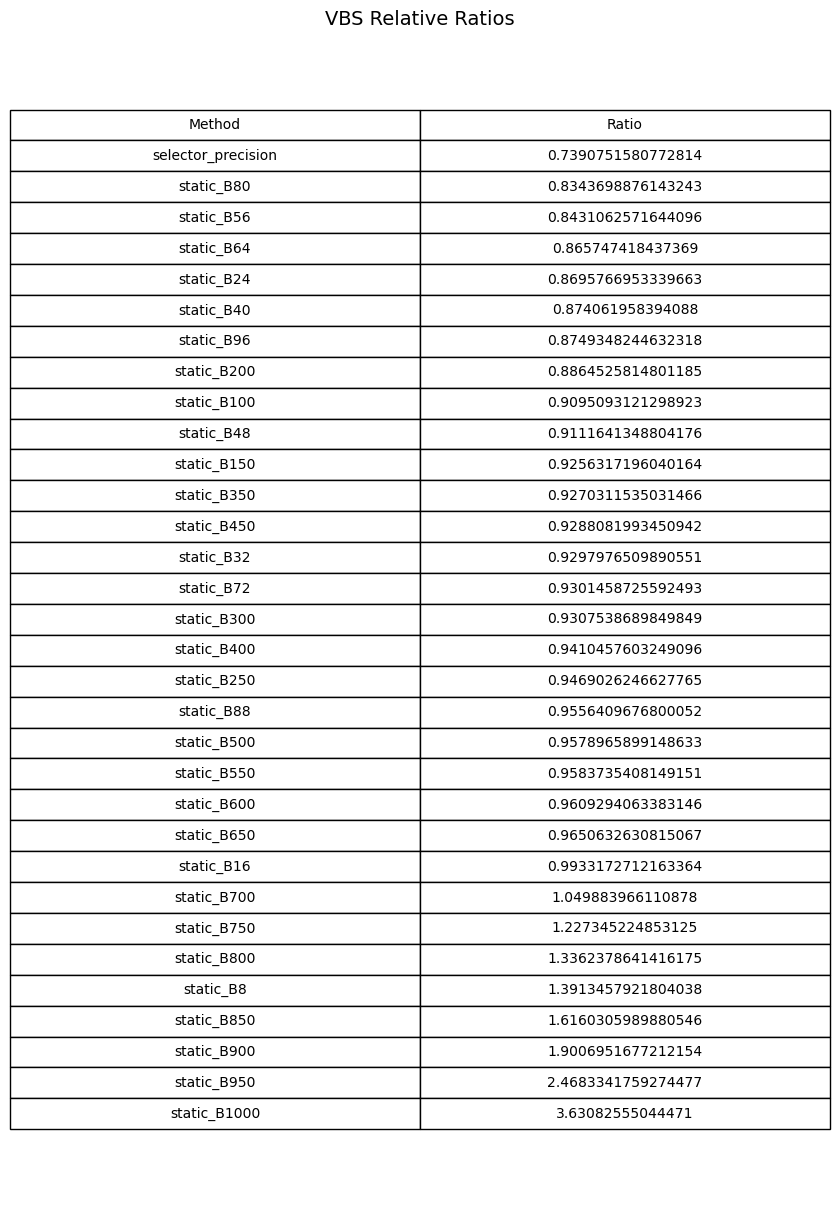 VBS Relative Ratios
Method Ratio
selector_precision 0.7390751580772814
static_B80 0.8343698876143243
static_B56 0.8431062571644096
static_B64 0.865747418437369
static_B24 0.8695766953339663
static_B40 0.874061958394088
static_B96 0.8749348244632318
static_B200 0.8864525814801185
static_B100 0.9095093121298923
static_B48 0.9111641348804176
static_B150 0.9256317196040164
static_B350 0.9270311535031466
static_B450 0.9288081993450942
static_B32 0.9297976509890551
static_B72 0.9301458725592493
static_B300 0.9307538689849849
static_B400 0.9410457603249096
static_B250 0.9469026246627765
static_B88 0.9556409676800052
static_B500 0.9578965899148633
static_B550 0.9583735408149151
static_B600 0.9609294063383146
static_B650 0.9650632630815067
static_B16 0.9933172712163364
static_B700 1.049883966110878
static_B750 1.227345224853125
static_B800 1.3362378641416175
static_B8 1.3913457921804038
static_B850 1.6160305989880546
static_B900 1.9006951677212154
static_B950 2.4683341759274477
static_B1000 3.63082555044471